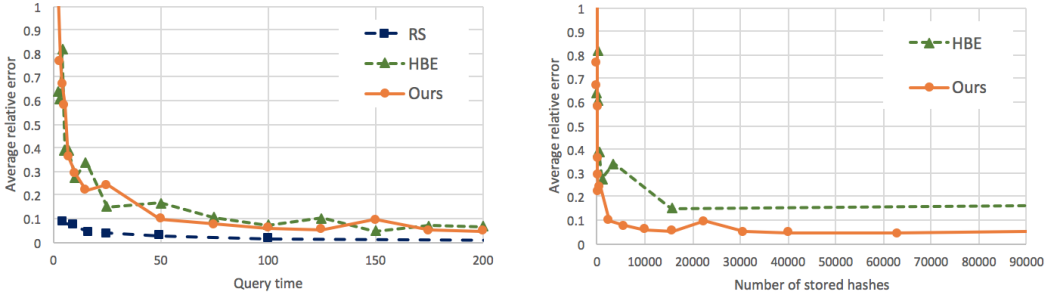 Average relative error
1
0.9
0.8
0.7
0.6
0.5
0.4
0.3
0.2
0.1
0
0 50 100 150 200
Query time
RS
HBE
Ours
Average relative error
1
0.9
0.8
0.7
0.6
0.5
0.4
0.3
0.2
0.1
0
0 10000 20000 30000 40000 50000 60000 70000 80000 90000
Number of stored hashes
HBE
Ours